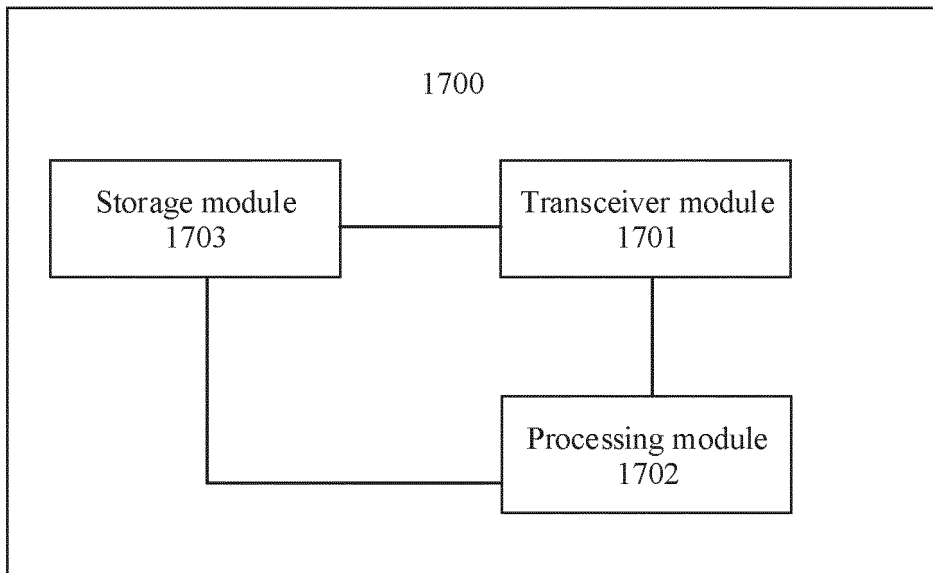 1700
Storage module
1703
Transceiver module
1701
Processing module
1702